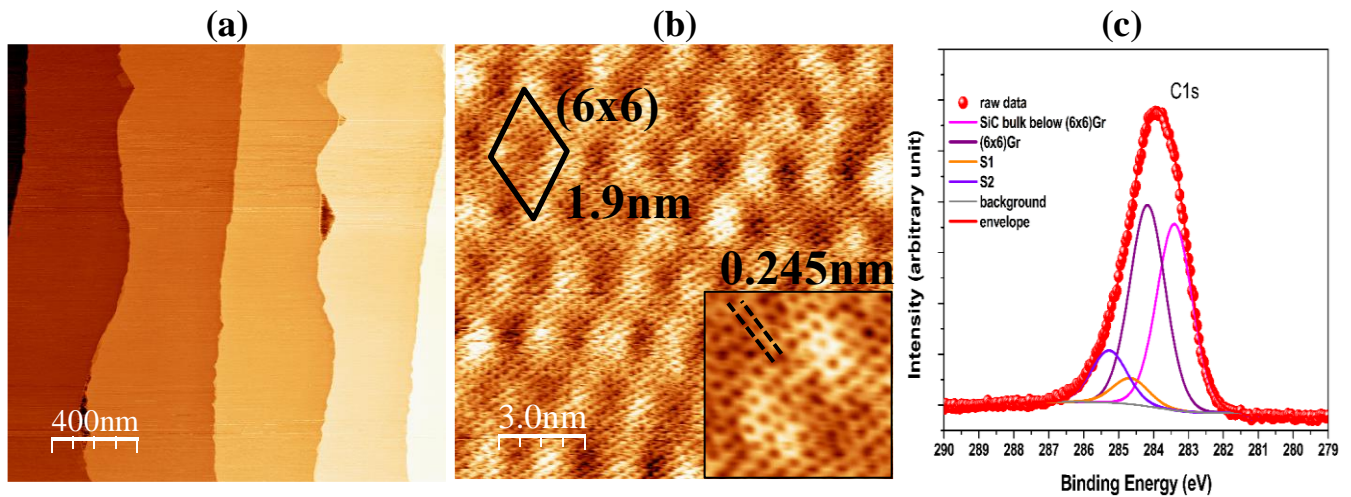 (a)
(b)
(c)
400nm
(6x6)
1.9nm
0.245nm
3.0nm
C1s
raw data
SiC bulk below (6x6)Gr
(6x6)Gr
S1
S2
background
envelope
Intensity (arbitrary unit)
290 289 288 287 286 285 284 283 282 281 280 279
Binding Energy (eV)